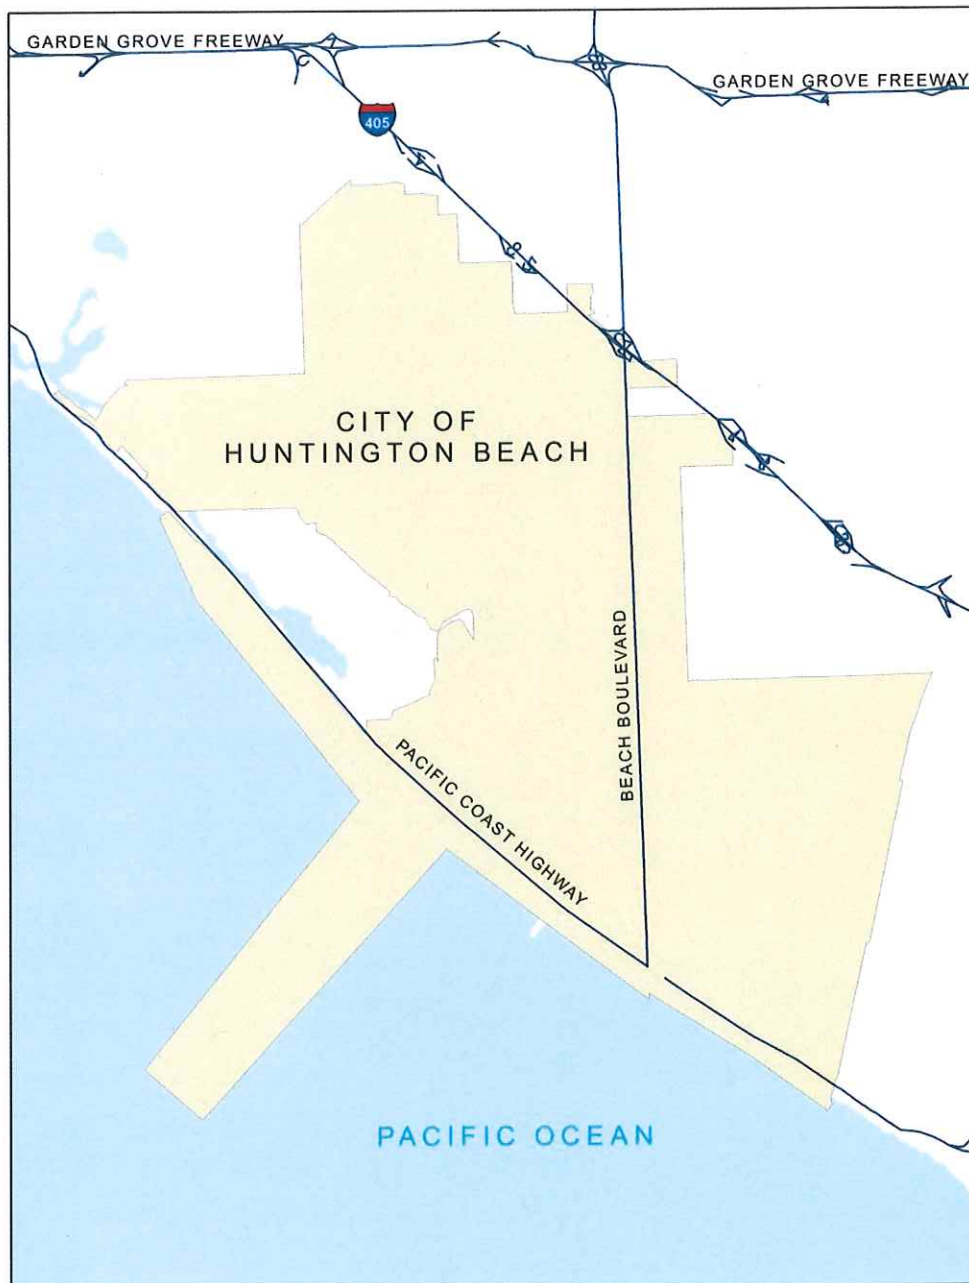 GARDEN GROVE FREEWAY
GARDEN GROVE FREEWAY
405
CITY OF
HUNTINGTON BEACH
BEACH BOULEVARD
PACIFIC COAST HIGHWAY
PACIFIC OCEAN